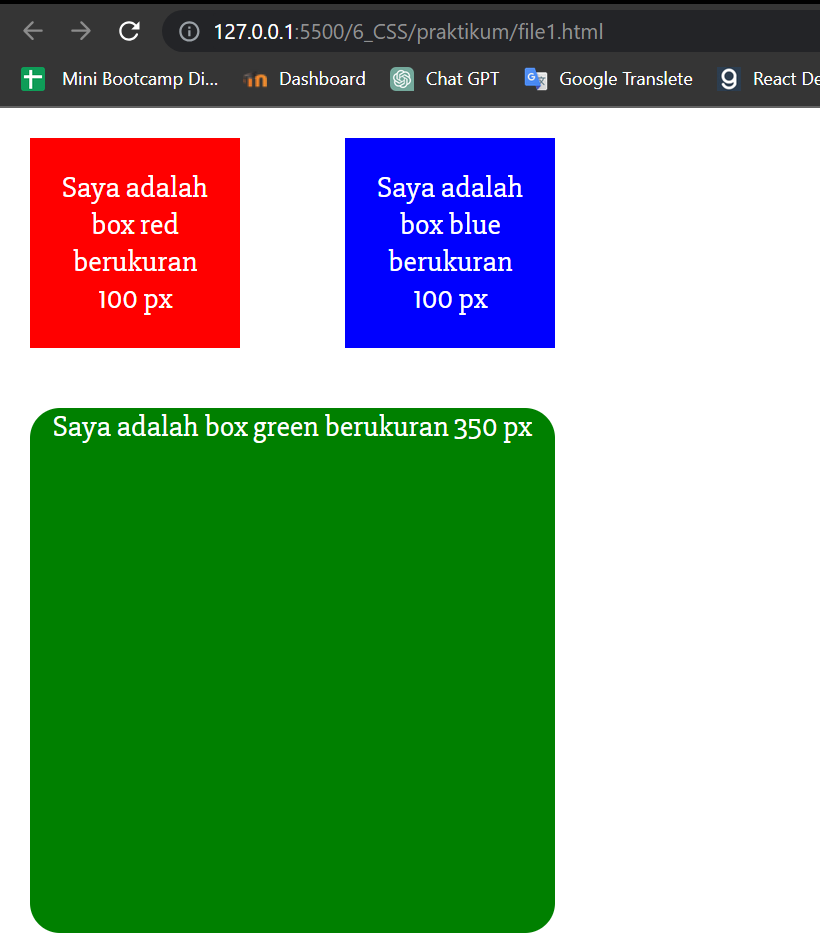 127.0.0.1:5500/6_CSS/praktikum/file1.html
Mini Bootcamp Di... Dashboard Chat GPT Google Translete React De
Saya adalah
box red
berukuran
100 px
Saya adalah
box blue
berukuran
100 px
Saya adalah box green berukuran 350 px